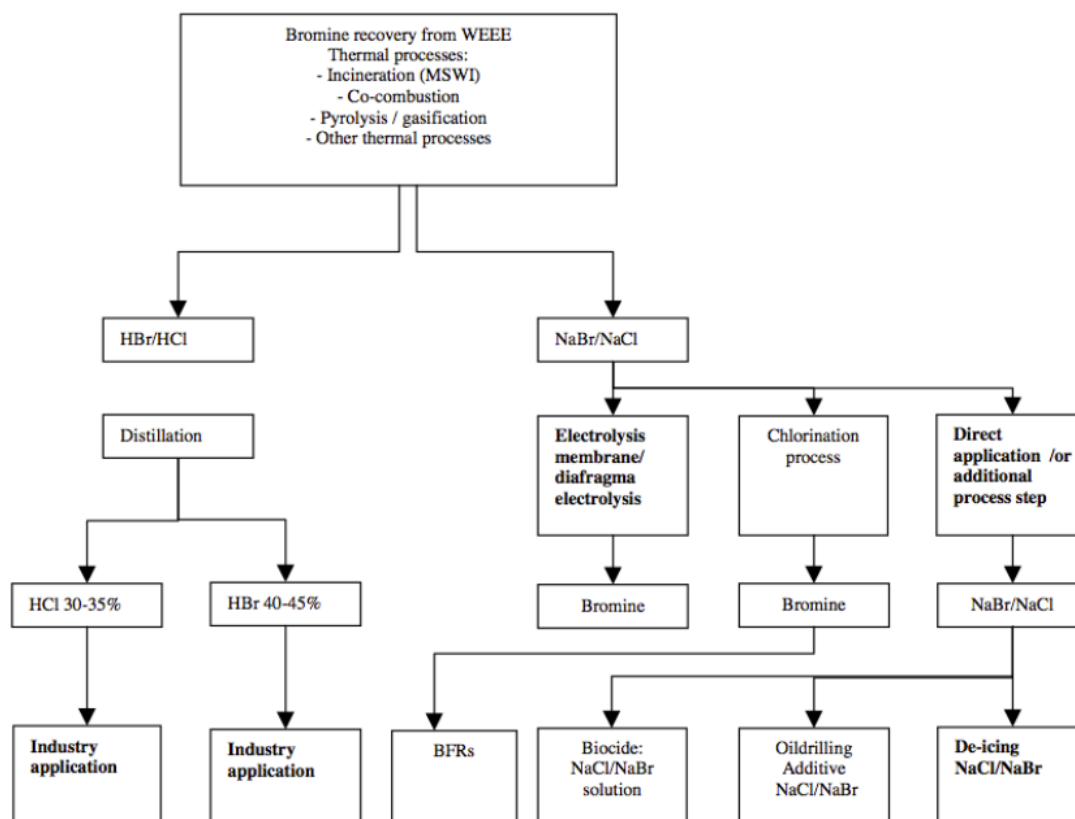 Bromine recovery from WEEE
Thermal processes:
- Incineration (MSWI)
- Co-combustion
- Pyrolysis / gasification
- Other thermal processes
HBr/HCl
NaBr/NaCl
Distillation
Electrolysis
membrane/
diafragma
electrolysis
Chlorination
process
Direct
application /or
additional
process step
HCl 30-35%
HBr 40-45%
Bromine
Bromine
NaBr/NaCl
Industry
application
Industry
application
BFRs
Biocide:
NaCl/NaBr
solution
Oildrilling
Additive
NaCl/NaBr
De-icing
NaCl/NaBr